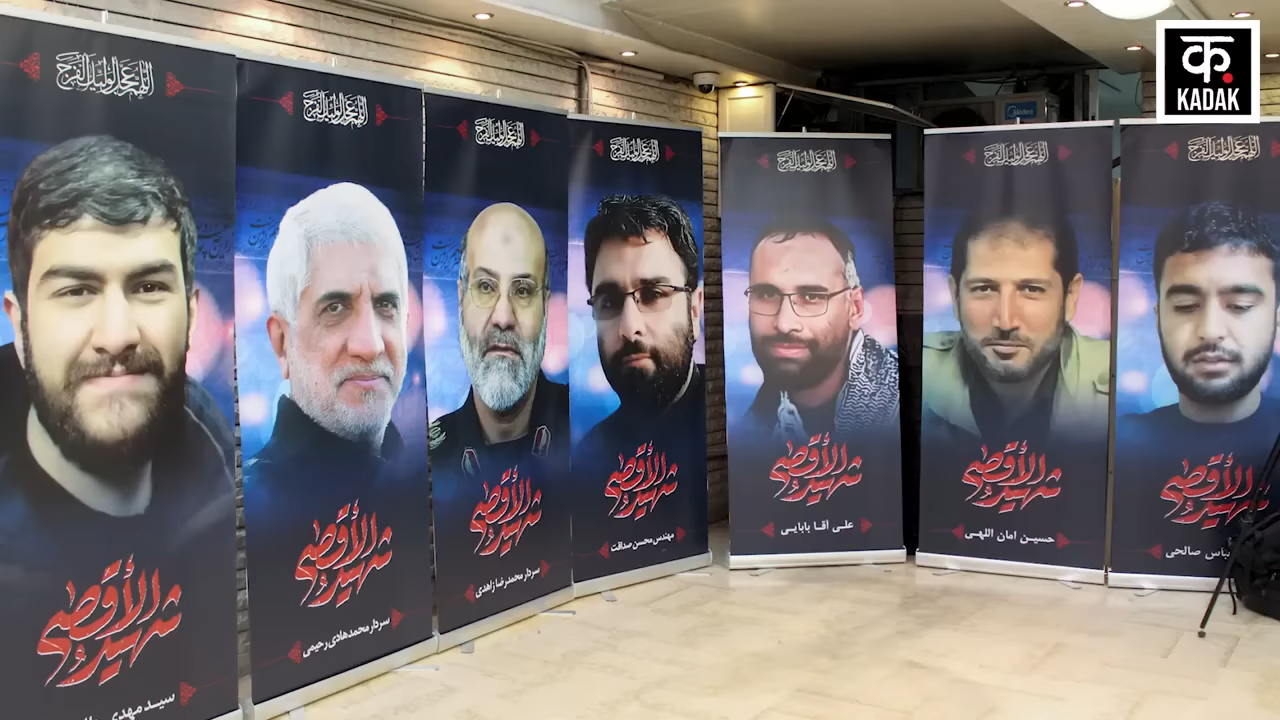 اللهم عجل لولیک الفرج
شهید الأقصی
سید مهدی
اللهم عجل لولیک الفرج
شهید الأقصی
سردار محمدهادی رحیمی
اللهم عجل لولیک الفرج
شهید الأقصی
سردار محمدرضا زاهدی
اللهم عجل لولیک الفرج
شهید الأقصی
مهندس محسن صداقت
اللهم عجل لولیک الفرج
شهید الأقصی
علی آقا بابایی
اللهم عجل لولیک الفرج
شهید الأقصی
حسین امان اللهی
اللهم عجل لولیک الفرج
شهید الأقصی
صالحی
Midea
क.
KADAK